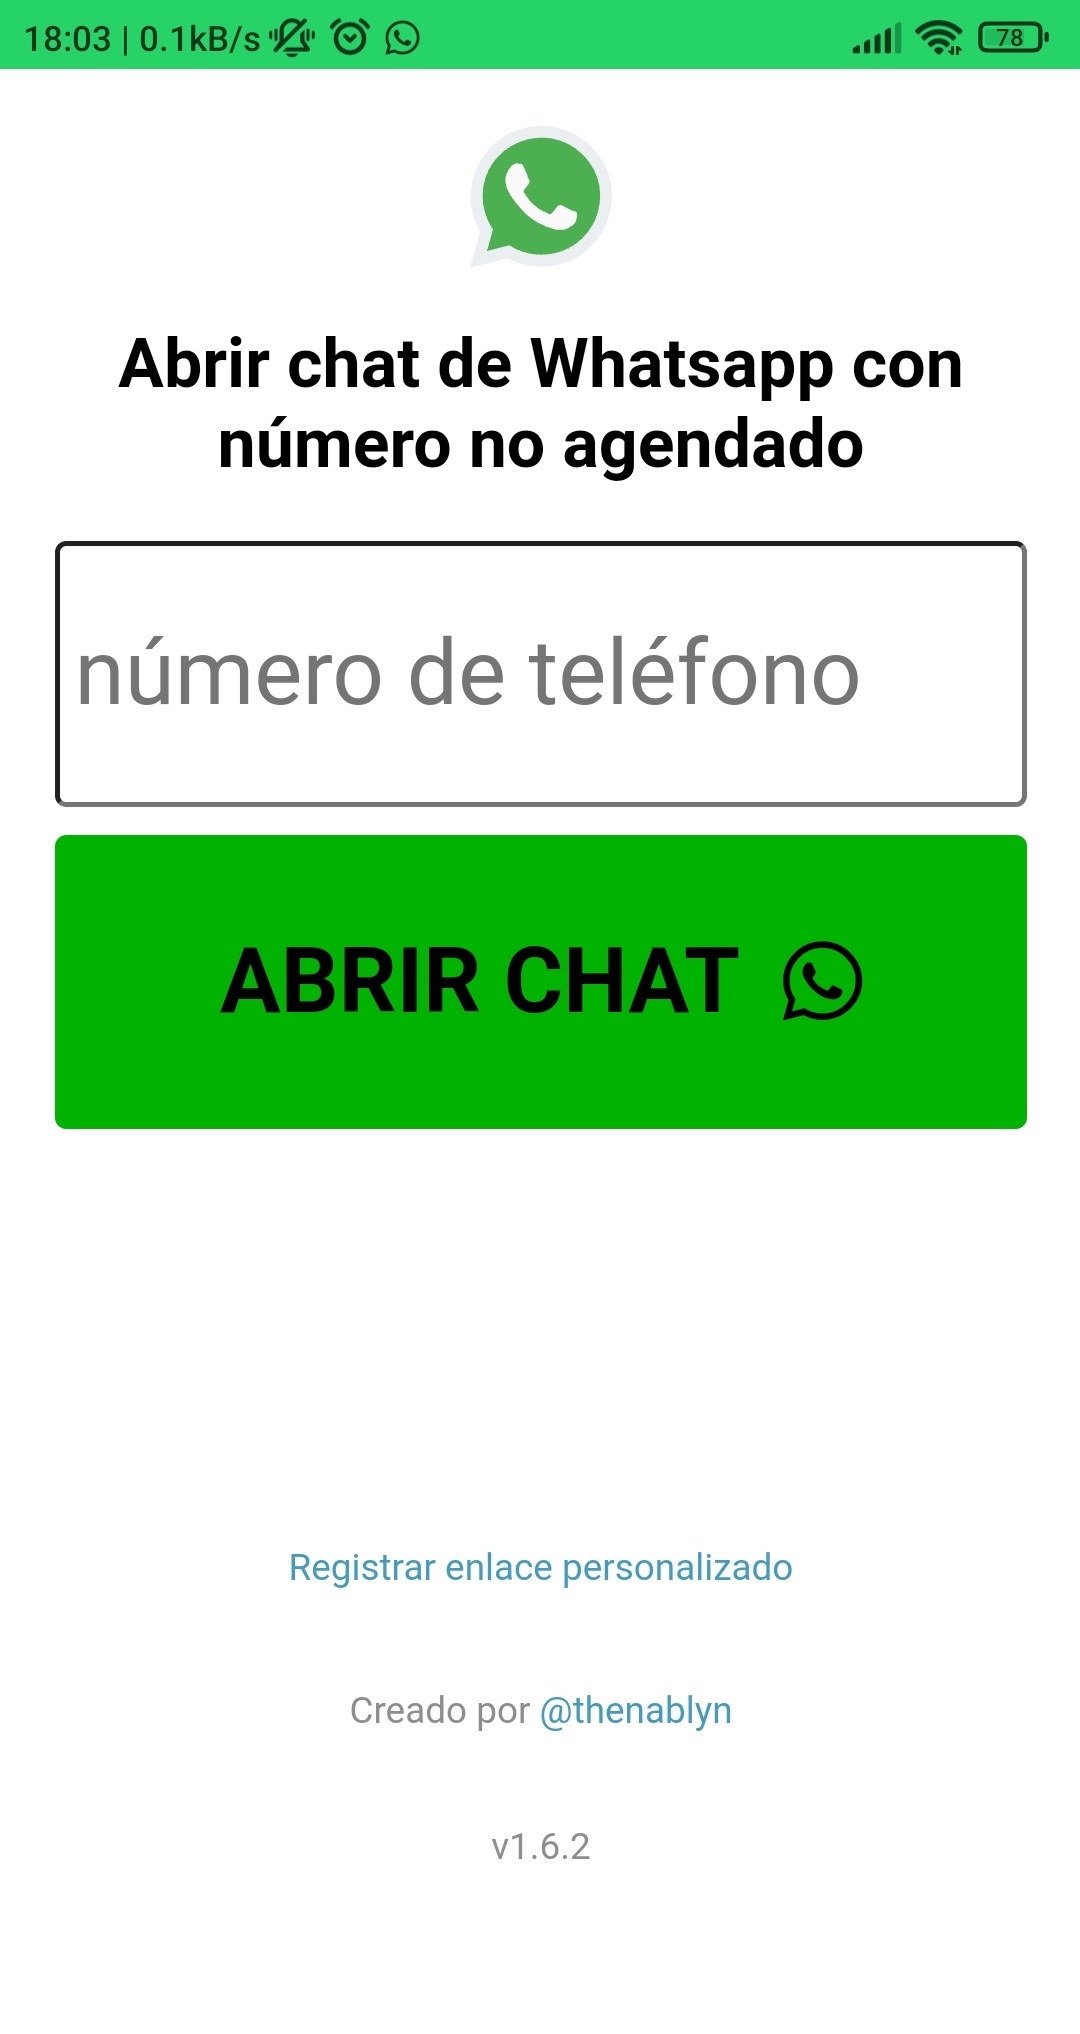 18:03 | 0.1kB/s
78
Abrir chat de Whatsapp con
número no agendado
número de teléfono
ABRIR CHAT
Registrar enlace personalizado
Creado por @thenablyn
v1.6.2